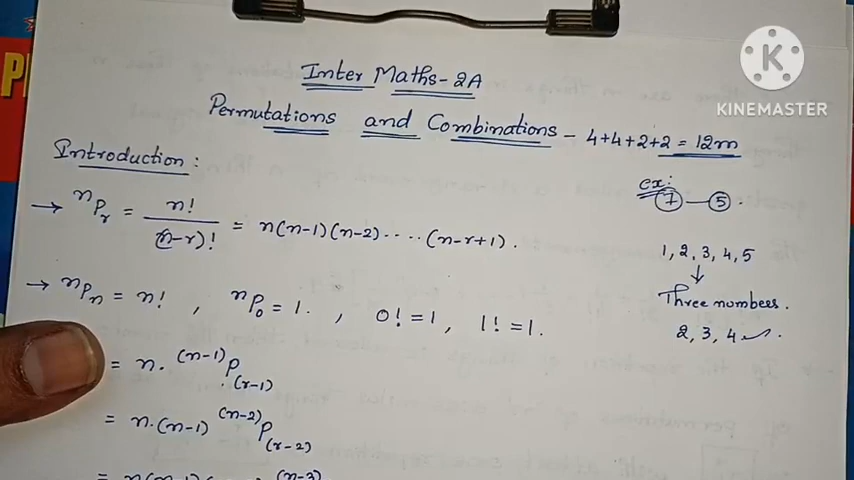 KINEMASTER
Inter Maths-2A
Permutations and Combinations - 4+4+2+2 = 12m
Introduction:
→ nPr = n!/(n-r)! = n(n-1)(n-2)....(n-r+1).
→ nPn = n! , nP0 = 1. , 0! = 1, 1! = 1.
= n. (n-1)P(r-1)
= n.(n-1) (n-2)P(r-2)
(n-3)
ex:
7 — 5.
1, 2, 3, 4, 5
↓
Three numbers.
2, 3, 4 ✓.